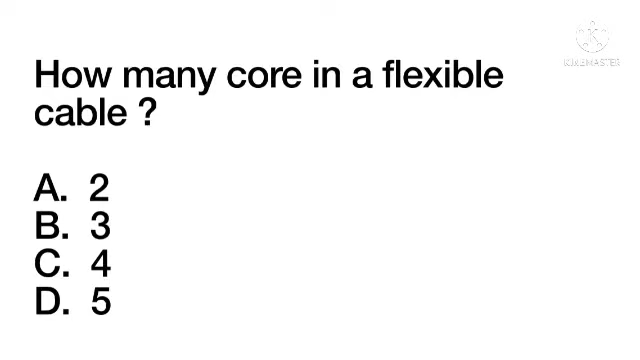 KINEMASTER
How many core in a flexible
cable ?
A. 2
B. 3
C. 4
D. 5